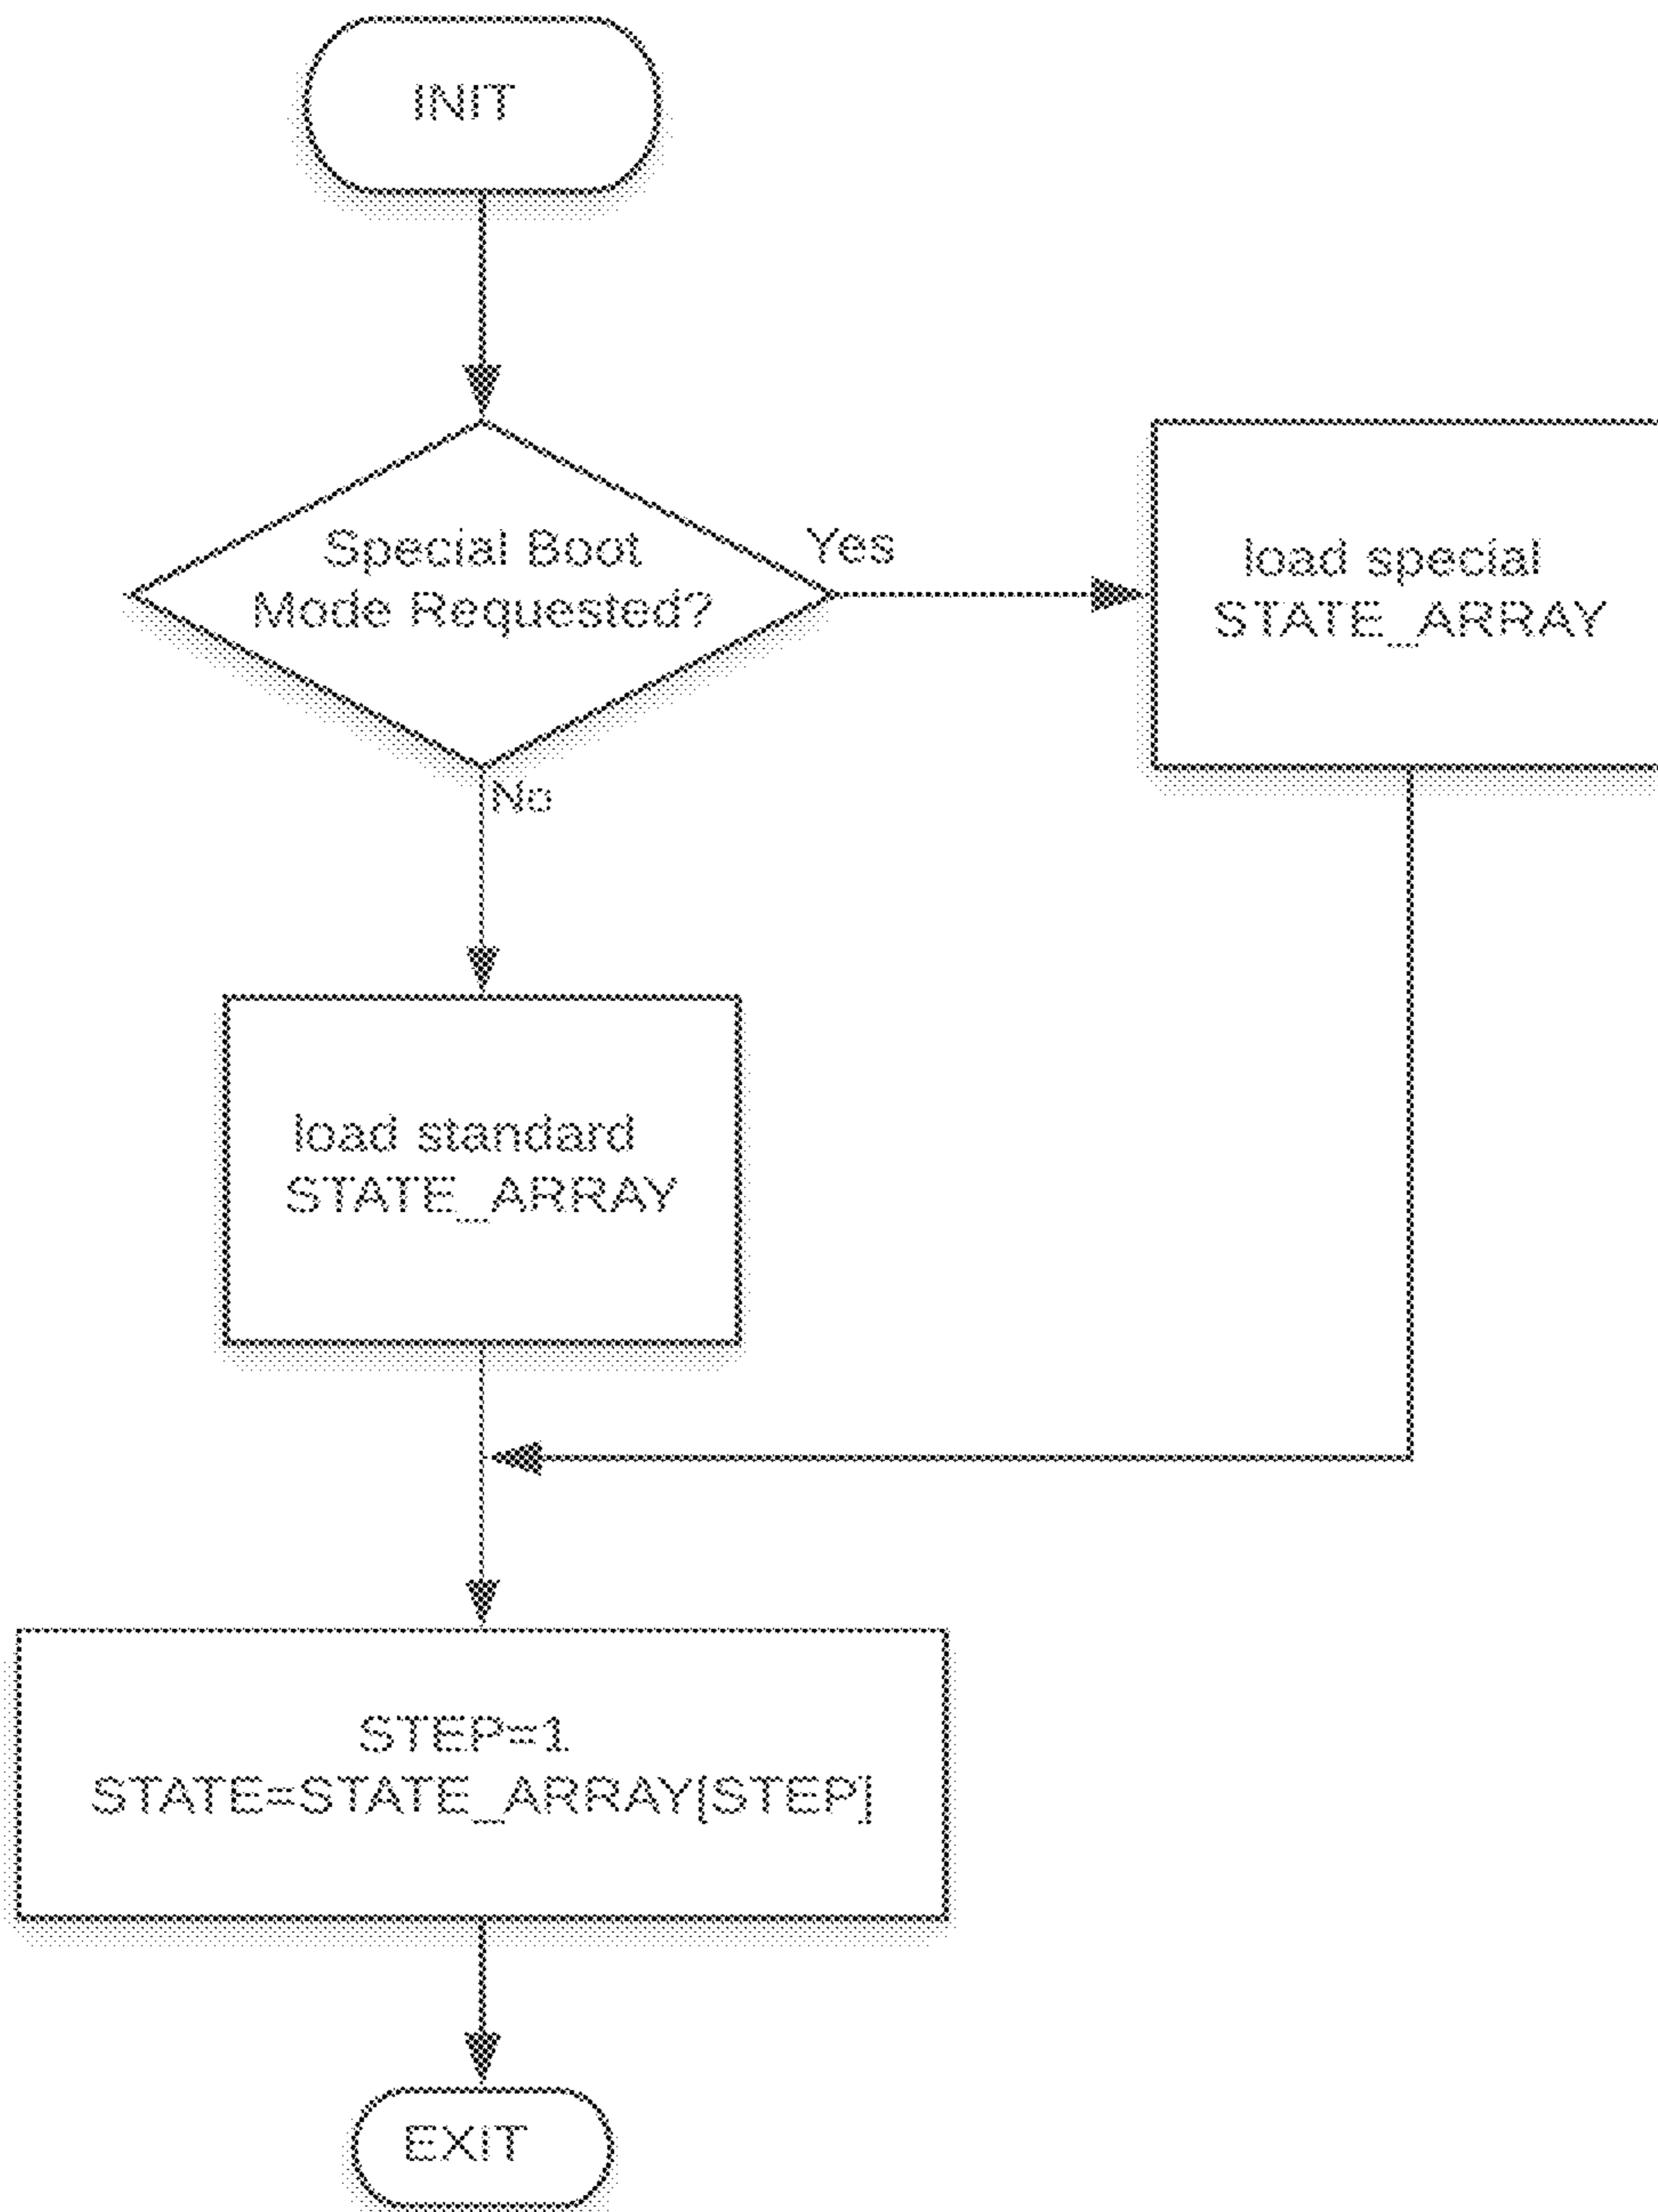 INIT
Special Boot
Mode Requested?
Yes
load special
STATE_ARRAY
No
load standard
STATE_ARRAY
STEP=1
STATE=STATE_ARRAY[STEP]
EXIT